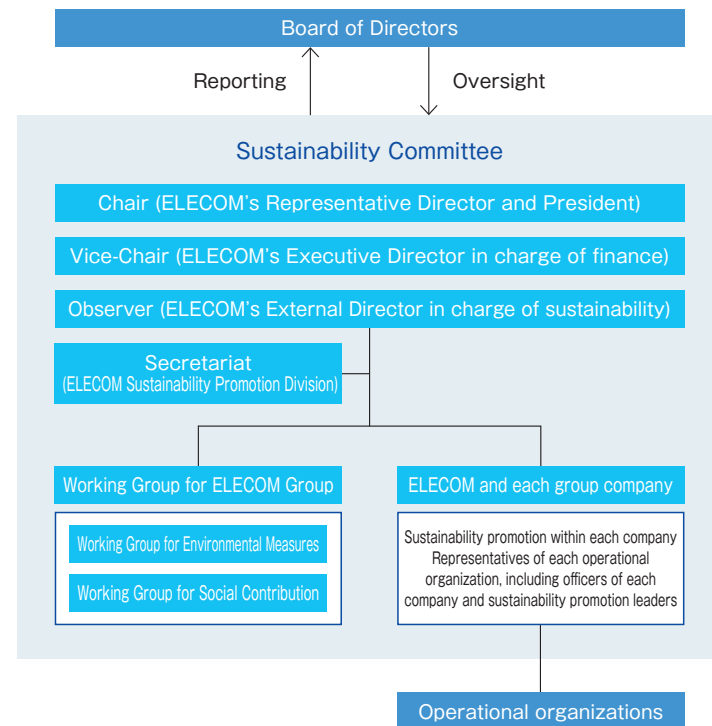 Board of Directors
Reporting
Oversight
Sustainability Committee
Chair (ELECOM's Representative Director and President)
Vice-Chair (ELECOM's Executive Director in charge of finance)
Observer (ELECOM's External Director in charge of sustainability)
Secretariat
(ELECOM Sustainability Promotion Division)
Working Group for ELECOM Group
Working Group for Environmental Measures
Working Group for Social Contribution
ELECOM and each group company
Sustainability promotion within each company
Representatives of each operational
organization, including officers of each
company and sustainability promotion leaders
Operational organizations